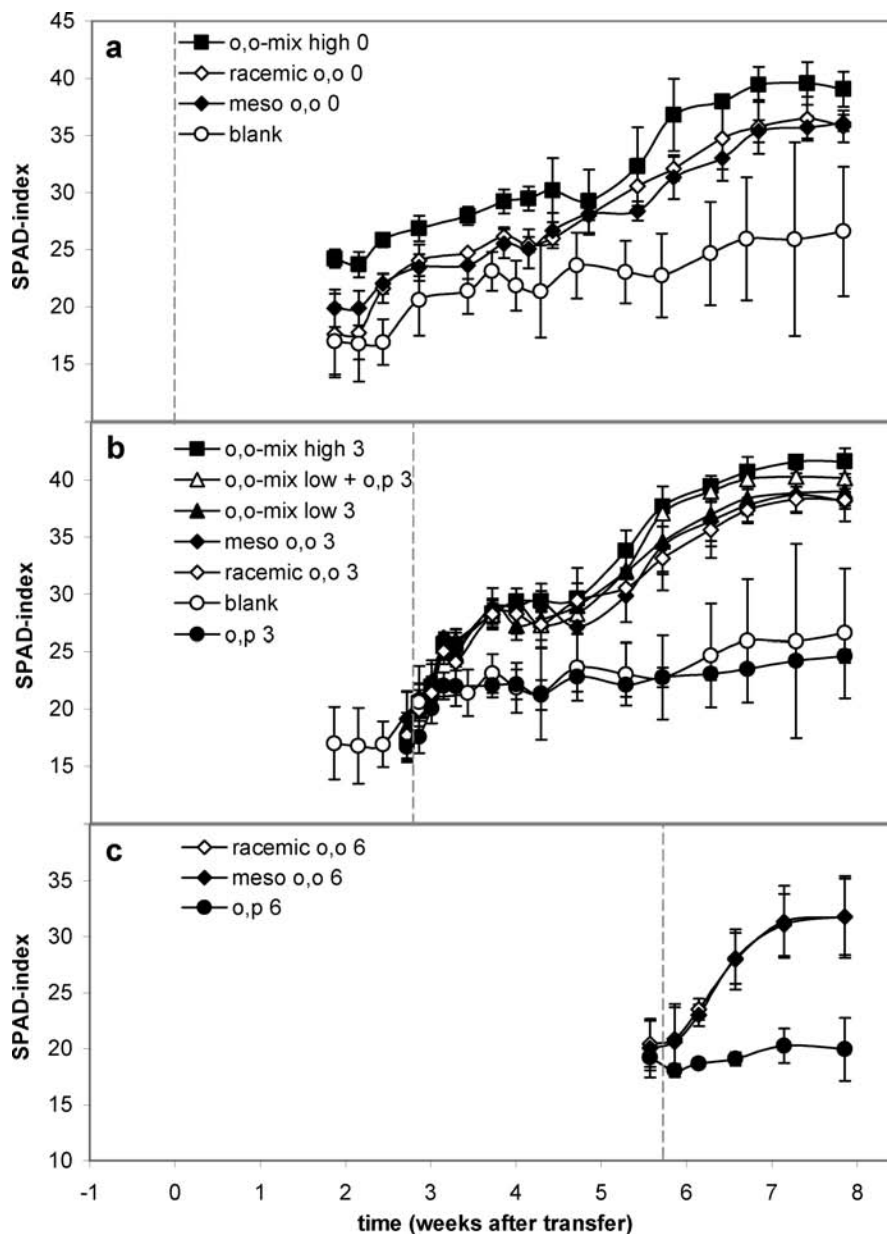 a
o,o-mix high 0
racemic o,o 0
meso o,o 0
blank
SPAD-index
45
40
35
30
25
20
15
b
o,o-mix high 3
o,o-mix low + o,p 3
o,o-mix low 3
meso o,o 3
racemic o,o 3
blank
o,p 3
SPAD-index
40
35
30
25
20
15
c
racemic o,o 6
meso o,o 6
o,p 6
SPAD-index
35
30
25
20
15
10
-1 0 1 2 3 4 5 6 7 8
time (weeks after transfer)